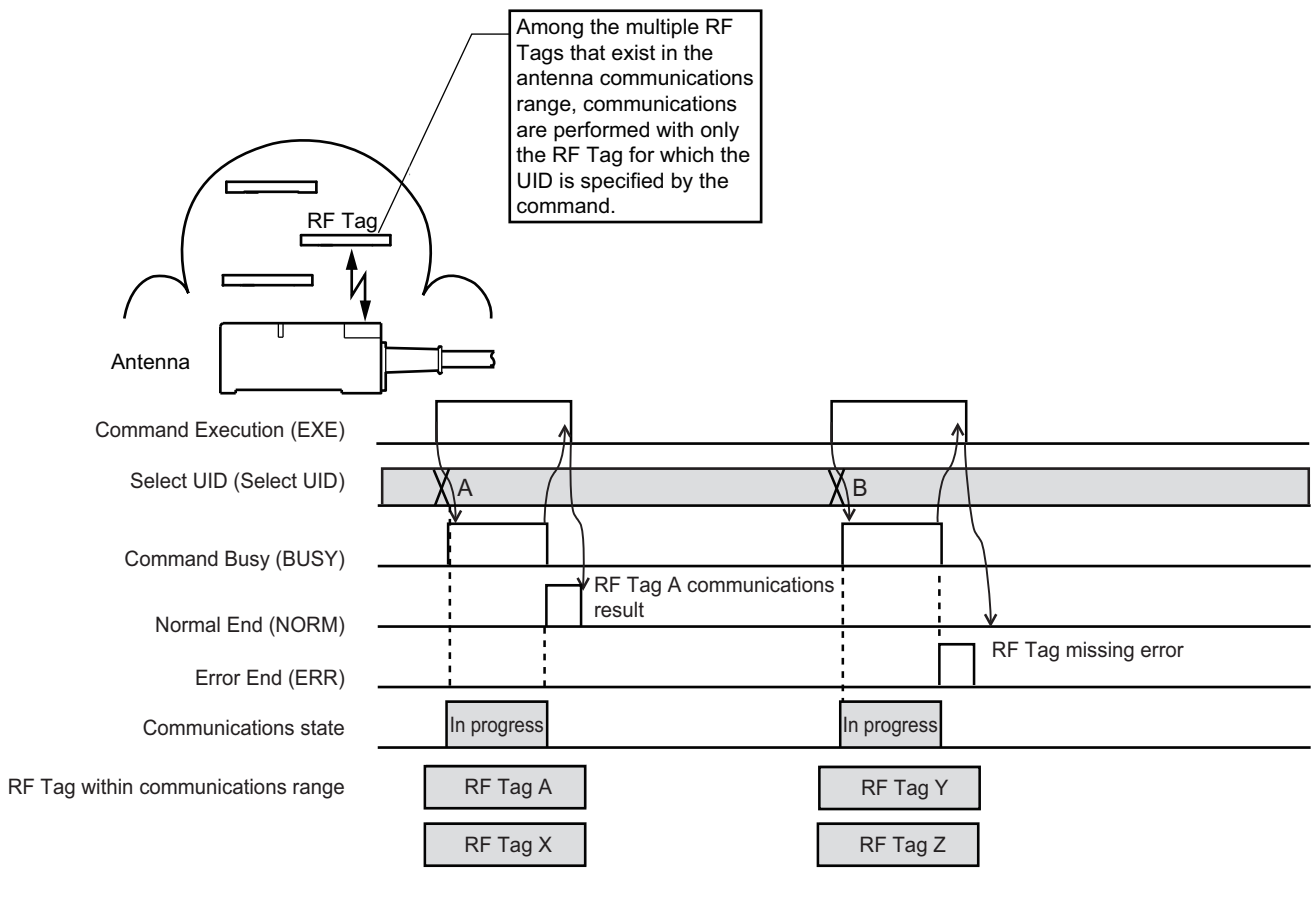 Among the multiple RF
Tags that exist in the
antenna communications
range, communications
are performed with only
the RF Tag for which the
UID is specified by the
command.
RF Tag
Antenna
Command Execution (EXE)
Select UID (Select UID)
A
B
Command Busy (BUSY)
RF Tag A communications
result
Normal End (NORM)
RF Tag missing error
Error End (ERR)
Communications state
In progress
In progress
RF Tag within communications range
RF Tag A
RF Tag Y
RF Tag X
RF Tag Z